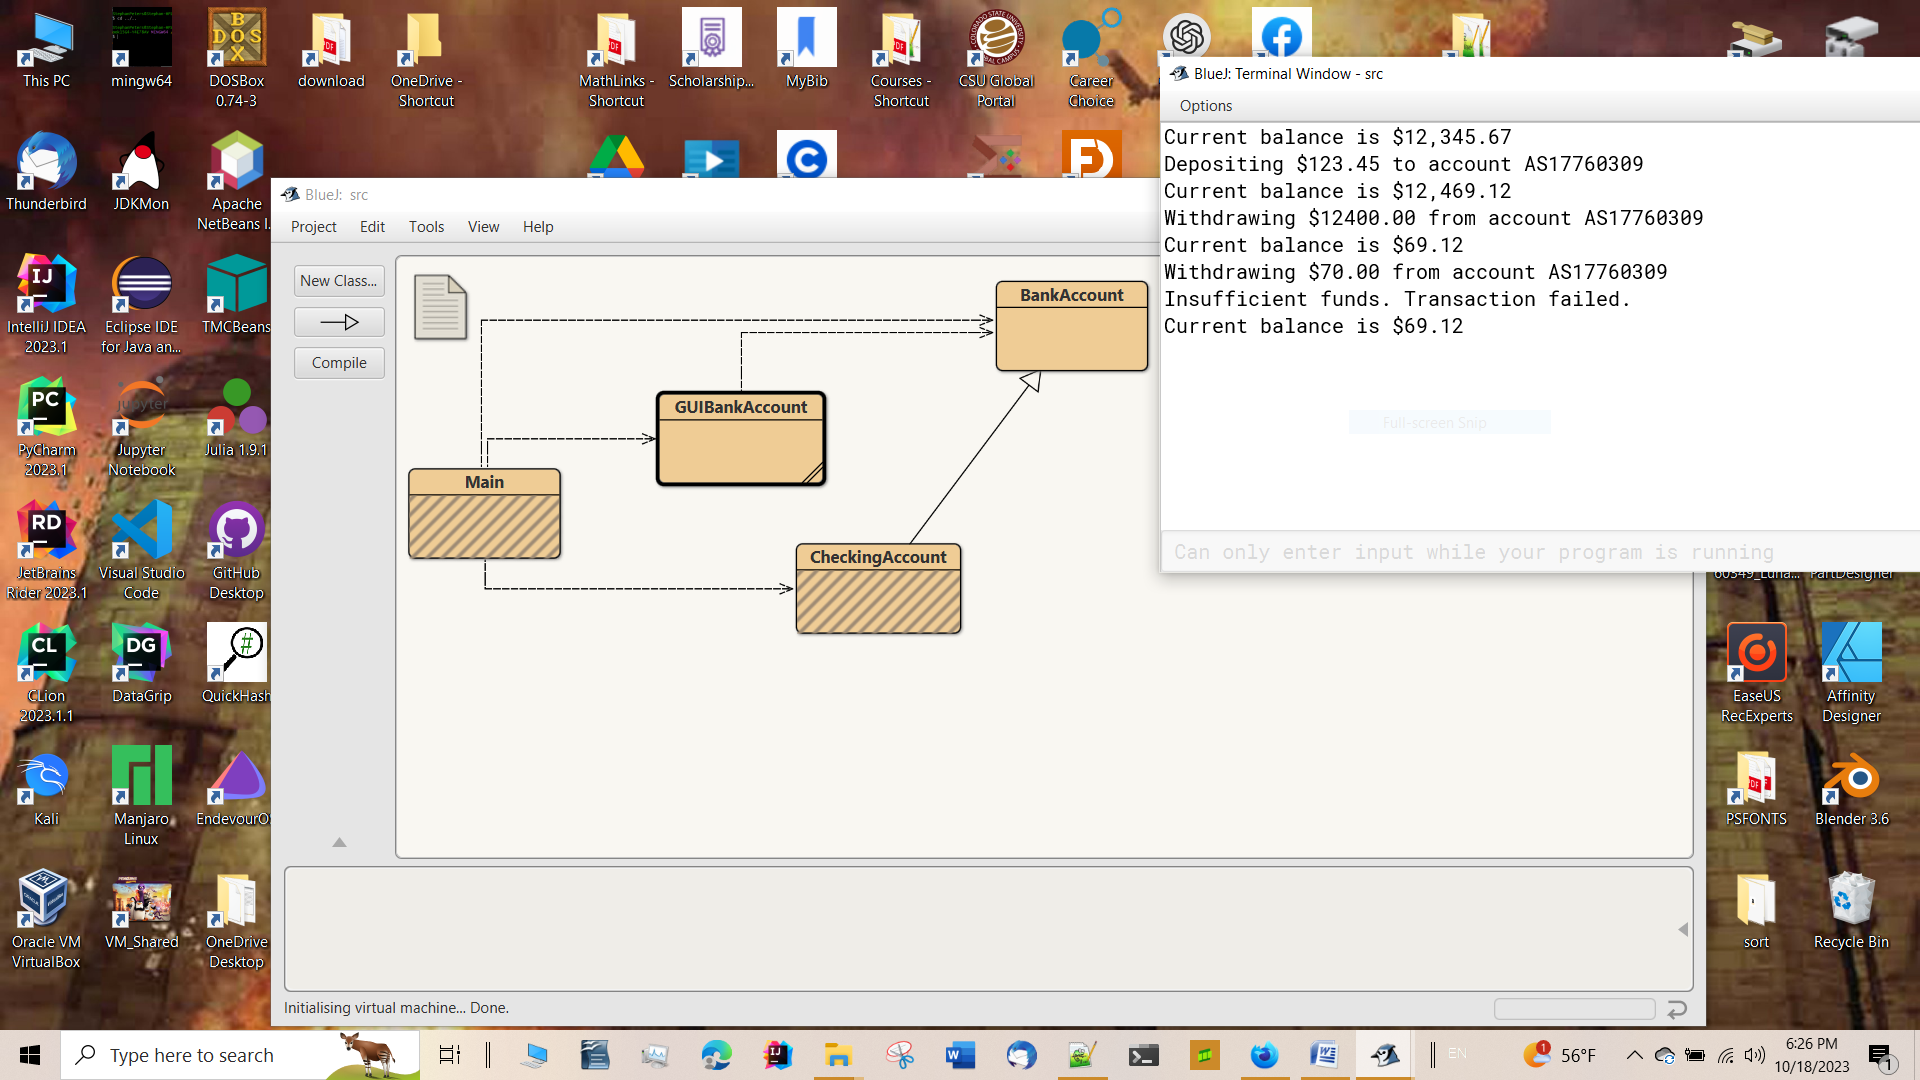 This PC
mingw64
DOSBox
0.74-3
download
OneDrive -
Shortcut
MathLinks -
Shortcut
Scholarship...
MyBib
Courses -
Shortcut
CSU Global
Portal
Career
Choice
Thunderbird
JDKMon
Apache
NetBeans I.
IntelliJ IDEA
2023.1
Eclipse IDE
for Java an...
TMCBeans
PyCharm
2023.1
Jupyter
Notebook
Julia 1.9.1
JetBrains
Rider 2023.1
Visual Studio
Code
GitHub
Desktop
CLion
2023.1.1
DataGrip
QuickHash
Kali
Manjaro
Linux
EndevourO
Oracle VM
VirtualBox
VM_Shared
OneDrive
Desktop
BlueJ: src
Project Edit Tools View Help
New Class...
Compile
BankAccount
GUIBankAccount
Main
CheckingAccount
Initialising virtual machine... Done.
BlueJ: Terminal Window - src
Options
Current balance is $12,345.67
Depositing $123.45 to account AS17760309
Current balance is $12,469.12
Withdrawing $12400.00 from account AS17760309
Current balance is $69.12
Withdrawing $70.00 from account AS17760309
Insufficient funds. Transaction failed.
Current balance is $69.12
Full-screen Snip
Can only enter input while your program is running
PartDesigner
EaseUS
RecExperts
Affinity
Designer
PSFONTS
Blender 3.6
sort
Recycle Bin
Type here to search
EN
56°F
6:26 PM
10/18/2023
1